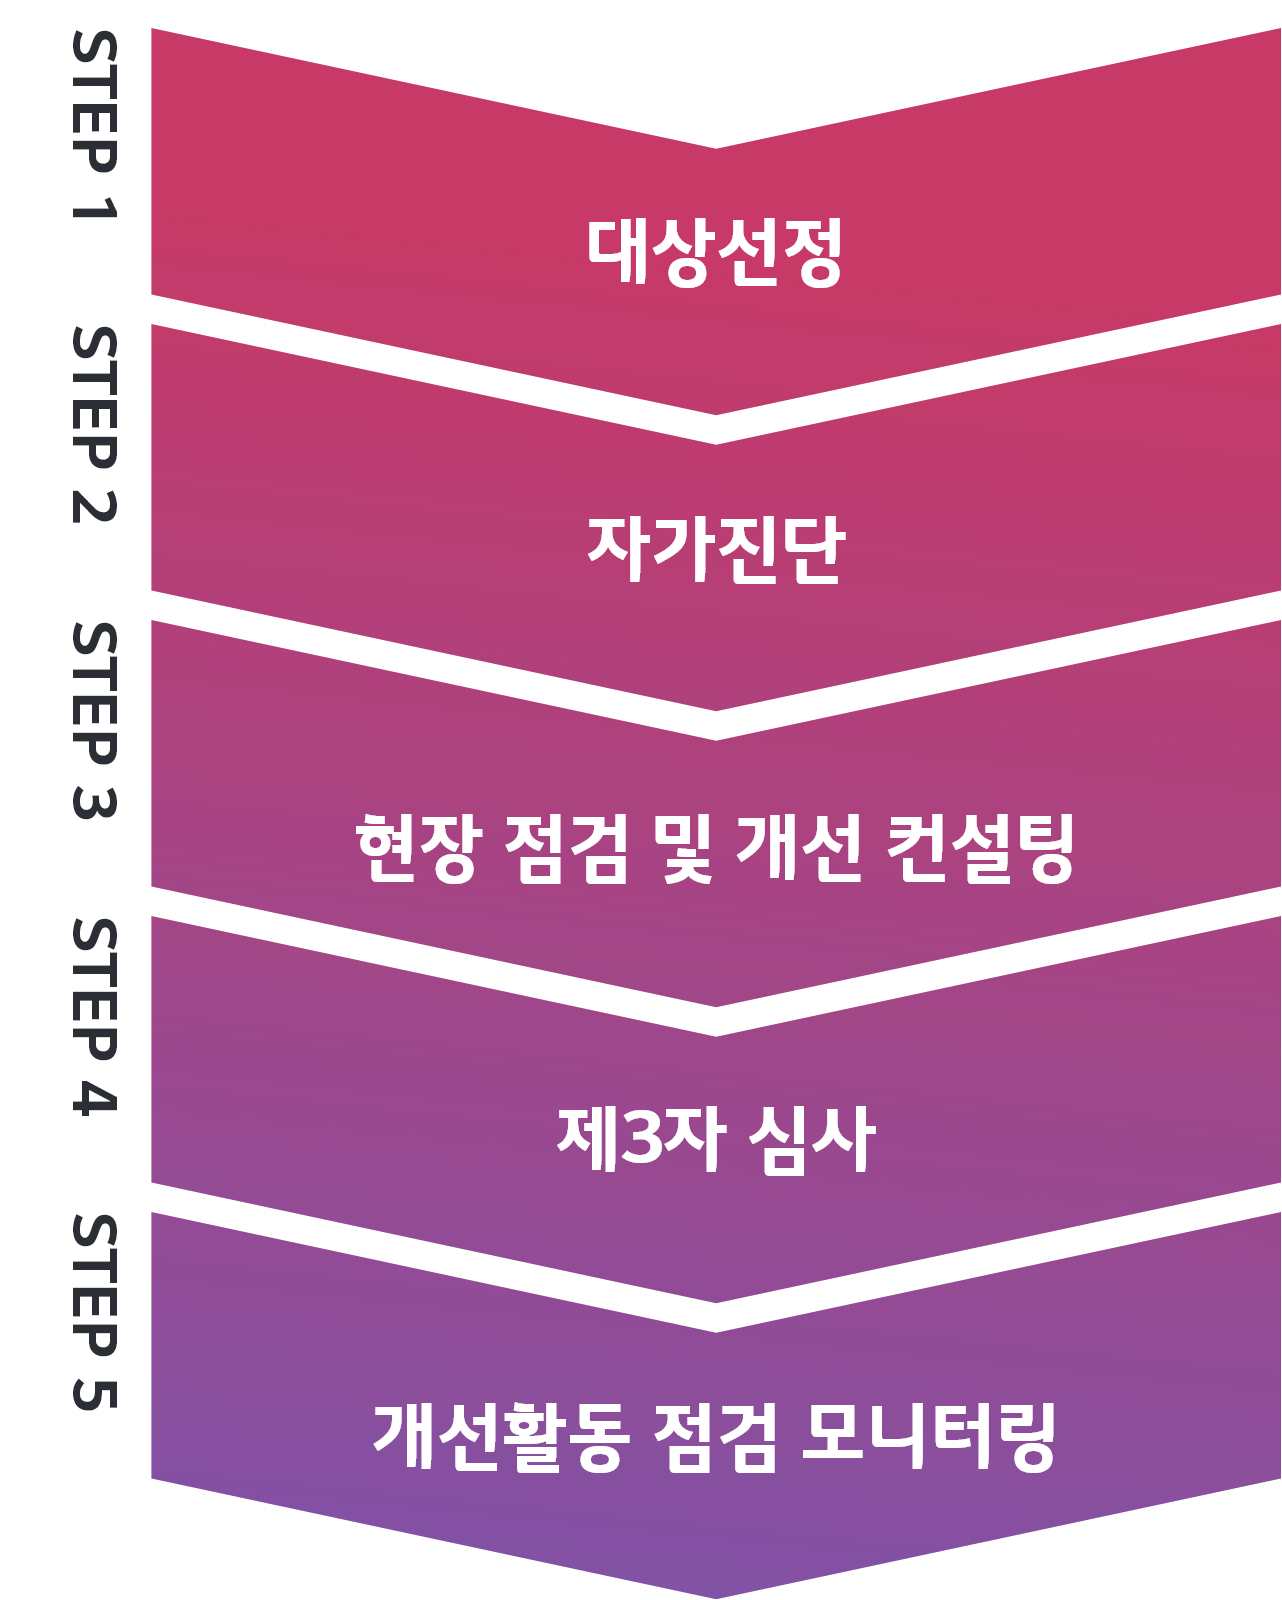 STEP 1
대상선정
STEP 2
자가진단
STEP 3
현장 점검 및 개선 컨설팅
STEP 4
제3자 심사
STEP 5
개선활동 점검 모니터링